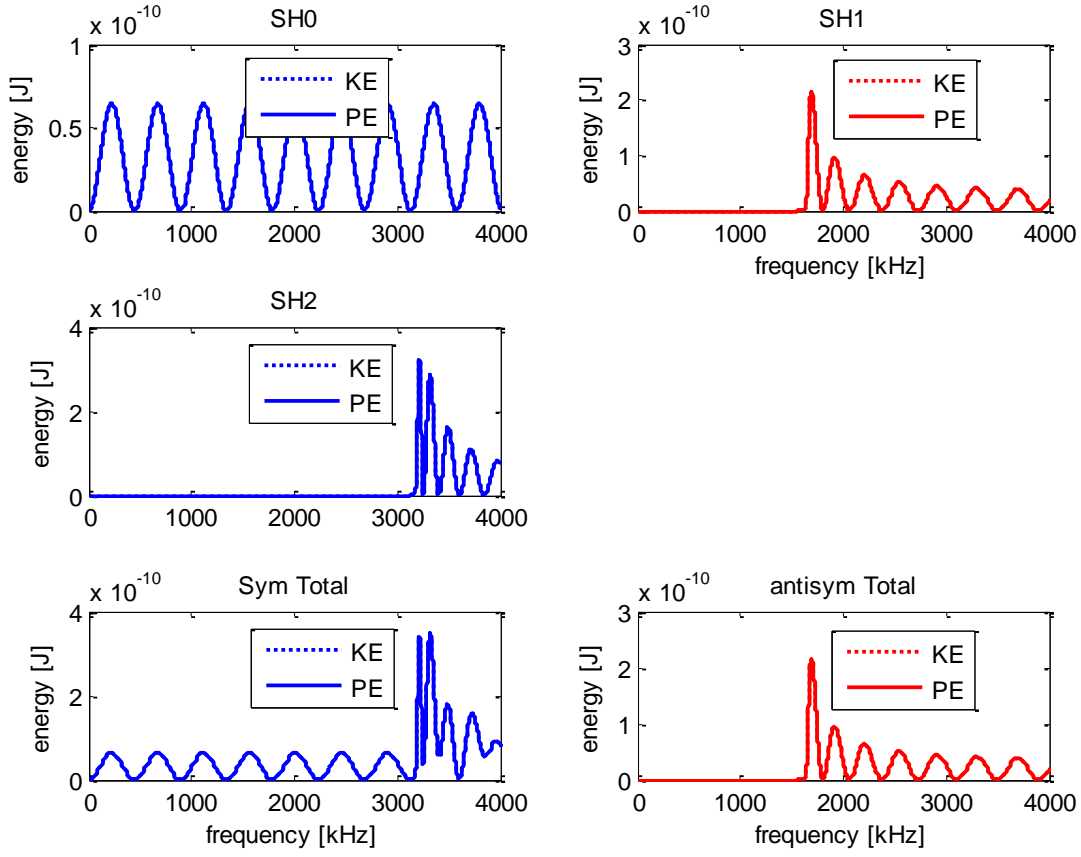 x 10⁻¹⁰
SH0
1
0.5
0
energy [J]
KE
PE
0 1000 2000 3000 4000
x 10⁻¹⁰
SH1
3
2
1
0
energy [J]
KE
PE
0 1000 2000 3000 4000
frequency [kHz]
x 10⁻¹⁰
SH2
4
2
0
energy [J]
KE
PE
0 1000 2000 3000 4000
x 10⁻¹⁰
Sym Total
4
2
0
energy [J]
KE
PE
0 1000 2000 3000 4000
frequency [kHz]
x 10⁻¹⁰
antisym Total
3
2
1
0
energy [J]
KE
PE
0 1000 2000 3000 4000
frequency [kHz]